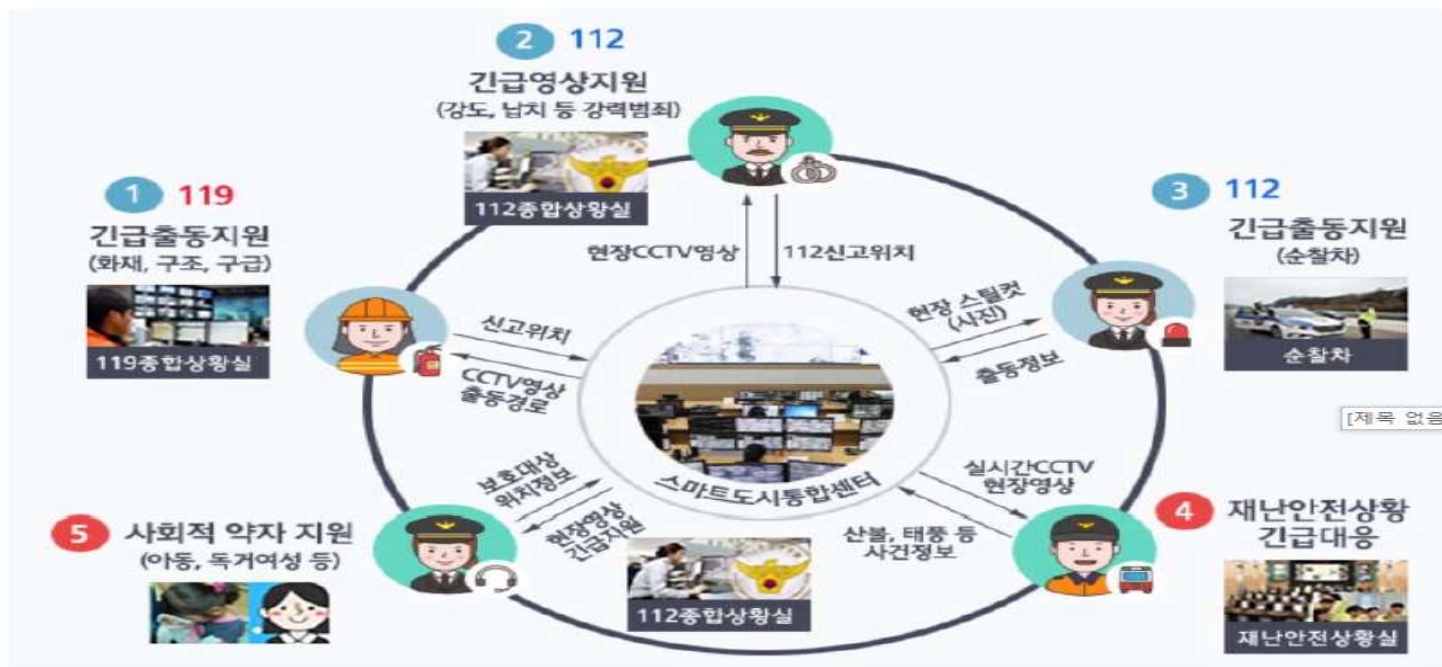 2 112
긴급영상지원
(강도, 납치 등 강력범죄)
112종합상황실
1 119
긴급출동지원
(화재, 구조, 구급)
119종합상황실
3 112
긴급출동지원
(순찰차)
순찰차
현장CCTV영상
112신고위치
신고위치
CCTV영상
출동경로
현장 스틸컷
(사진)
출동정보
[제목 없음
스마트도시통합센터
보호대상
위치정보
현장영상
긴급지원
실시간CCTV
현장영상
산불, 태풍 등
사건정보
5 사회적 약자 지원
(아동, 독거여성 등)
112종합상황실
4 재난안전상황
긴급대응
재난안전상황실